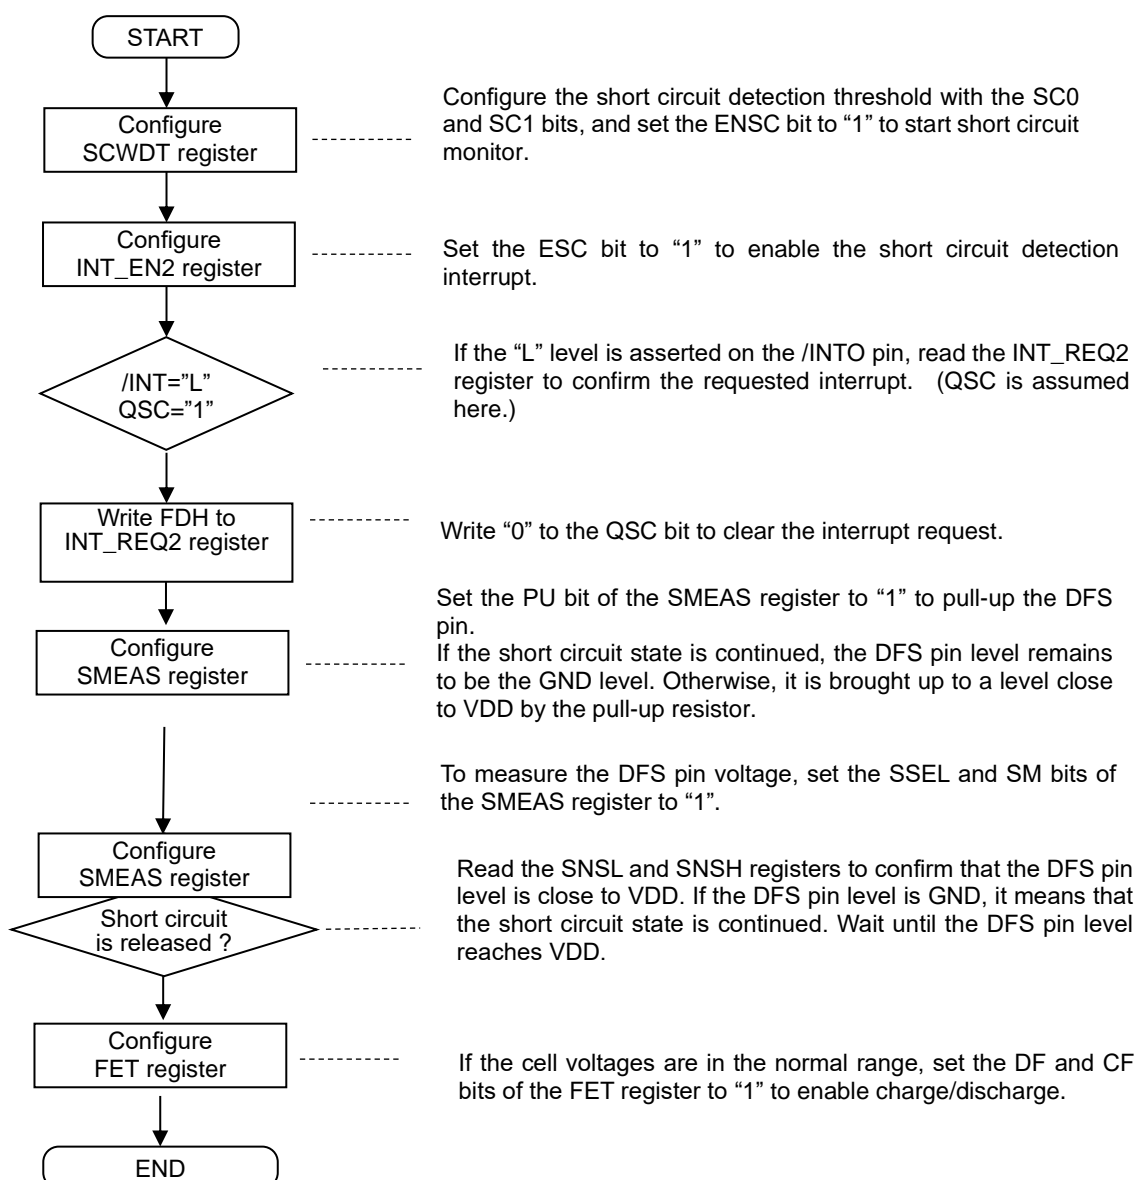 START
Configure
SCWDT register
Configure the short circuit detection threshold with the SC0
and SC1 bits, and set the ENSC bit to “1” to start short circuit
monitor.
Configure
INT_EN2 register
Set the ESC bit to “1” to enable the short circuit detection
interrupt.
/INT=”L”
QSC=”1”
If the “L” level is asserted on the /INTO pin, read the INT_REQ2
register to confirm the requested interrupt. (QSC is assumed
here.)
Write FDH to
INT_REQ2 register
Write “0” to the QSC bit to clear the interrupt request.
Configure
SMEAS register
Set the PU bit of the SMEAS register to “1” to pull-up the DFS
pin.
If the short circuit state is continued, the DFS pin level remains
to be the GND level. Otherwise, it is brought up to a level close
to VDD by the pull-up resistor.
To measure the DFS pin voltage, set the SSEL and SM bits of
the SMEAS register to “1”.
Configure
SMEAS register
Short circuit
is released ?
Read the SNSL and SNSH registers to confirm that the DFS pin
level is close to VDD. If the DFS pin level is GND, it means that
the short circuit state is continued. Wait until the DFS pin level
reaches VDD.
Configure
FET register
If the cell voltages are in the normal range, set the DF and CF
bits of the FET register to “1” to enable charge/discharge.
END